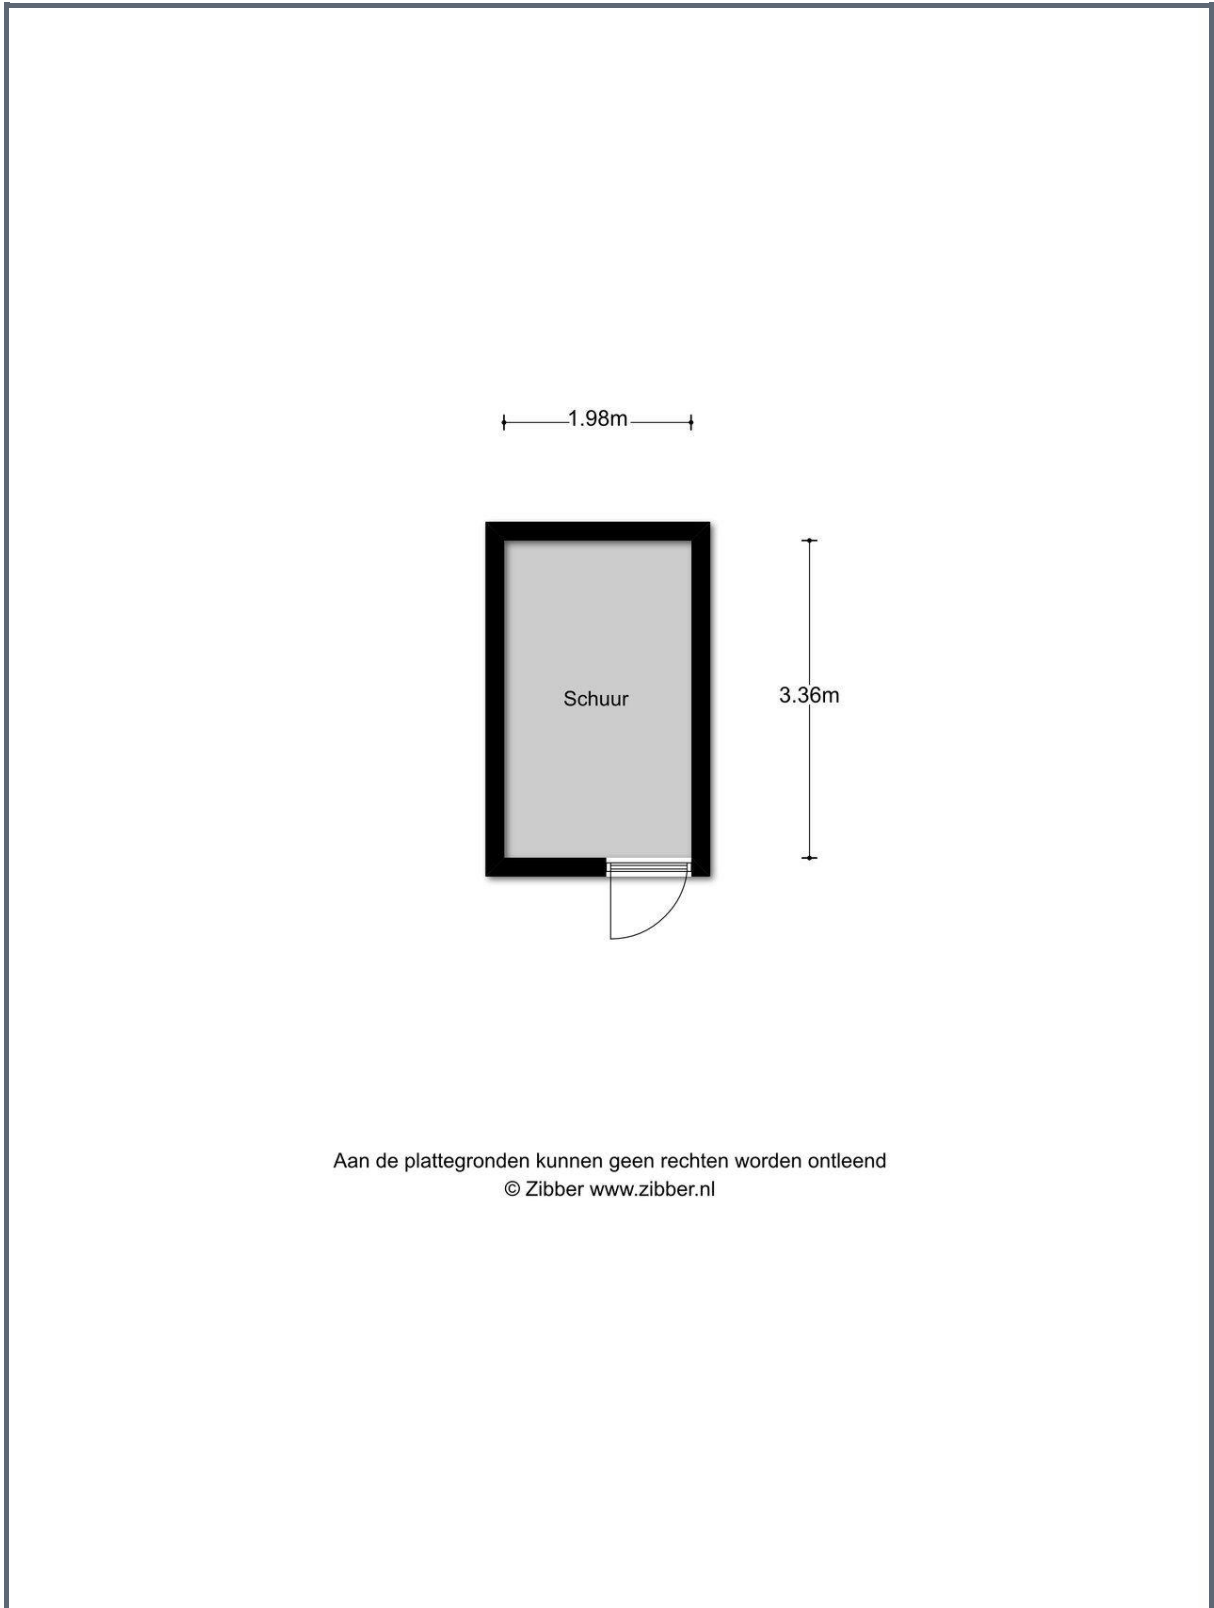 1.98m
Schuur
3.36m
Aan de plattegronden kunnen geen rechten worden ontleend
© Zibber www.zibber.nl